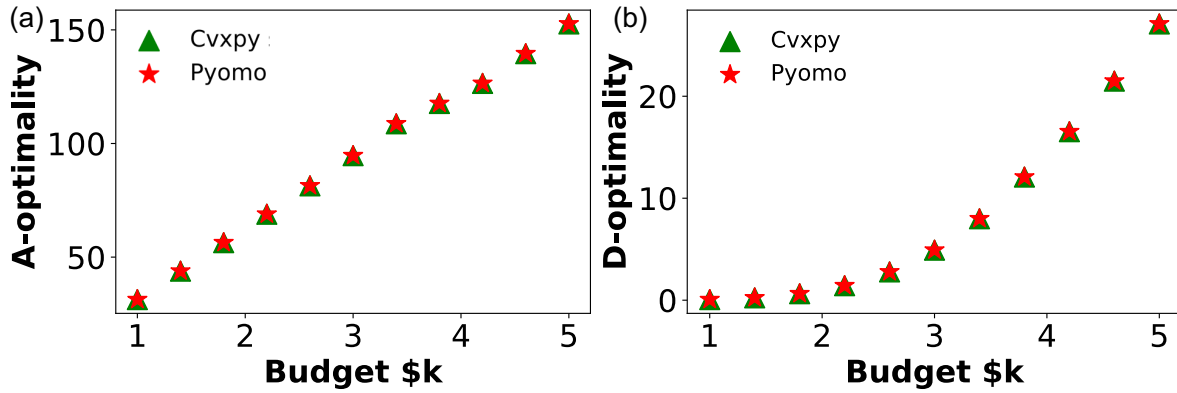 (a)
150
100
50
A-optimality
Cvxpy
Pyomo
1 2 3 4 5
Budget $k
(b)
20
10
0
D-optimality
Cvxpy
Pyomo
1 2 3 4 5
Budget $k